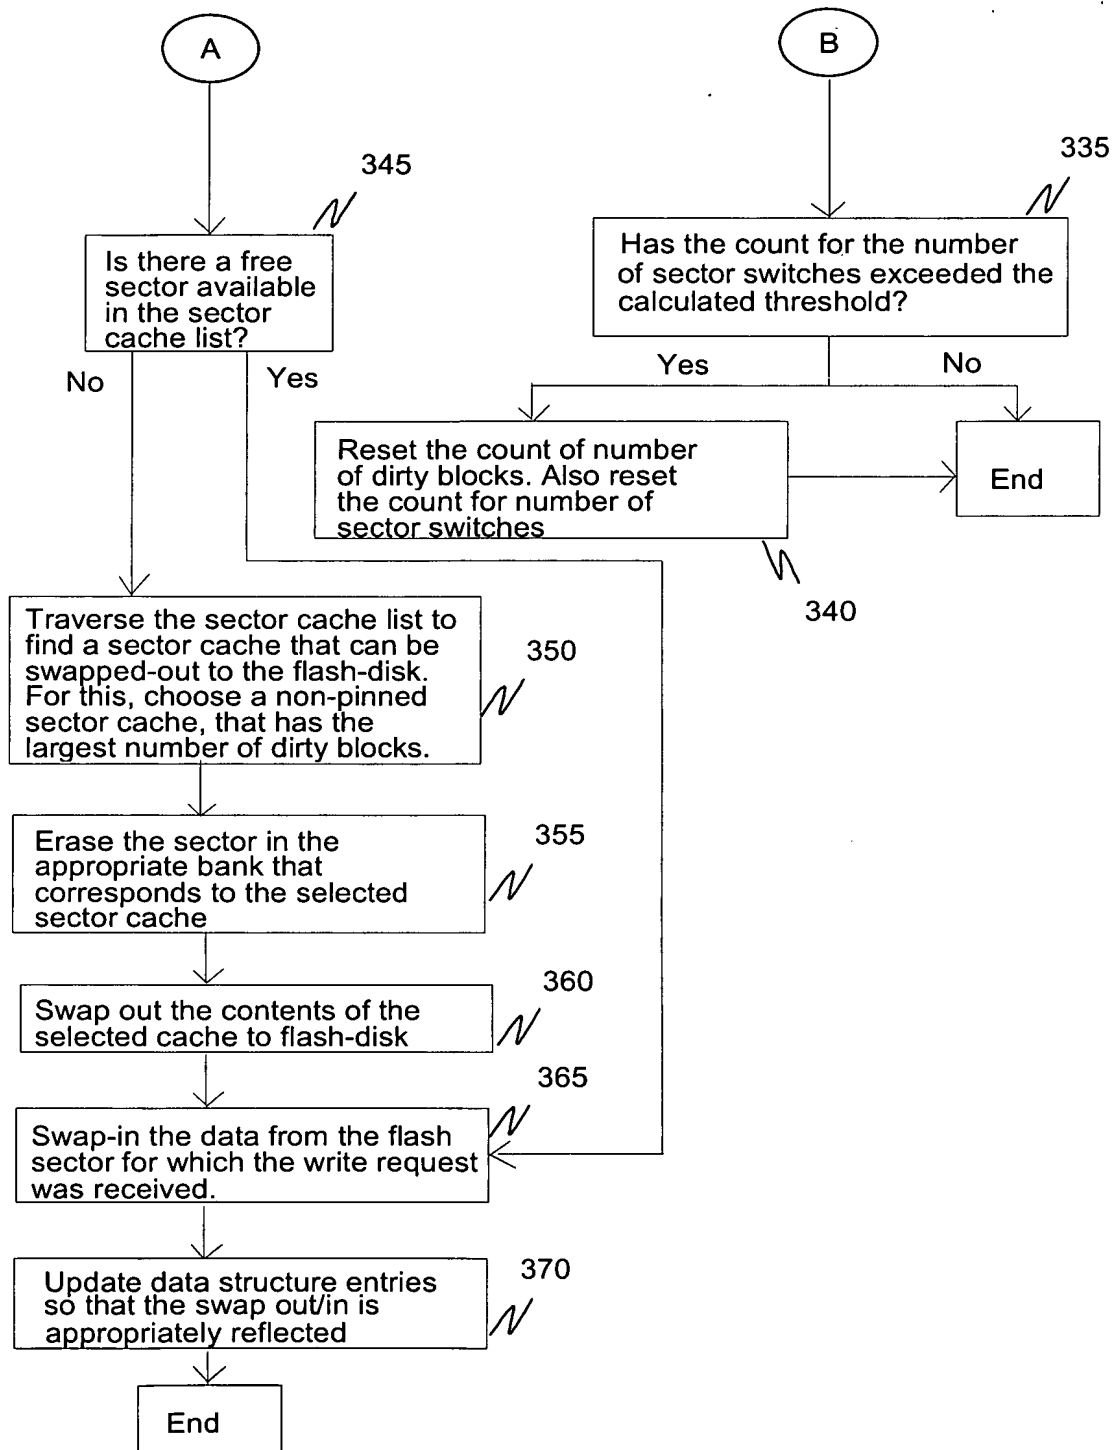 A
B
345
335
Is there a free
sector available
in the sector
cache list?
Has the count for the number
of sector switches exceeded the
calculated threshold?
No
Yes
Yes
No
Reset the count of number
of dirty blocks. Also reset
the count for number of
sector switches
End
340
Traverse the sector cache list to
find a sector cache that can be
swapped-out to the flash-disk.
For this, choose a non-pinned
sector cache, that has the
largest number of dirty blocks.
350
Erase the sector in the
appropriate bank that
corresponds to the selected
sector cache
355
Swap out the contents of the
selected cache to flash-disk
360
365
Swap-in the data from the flash
sector for which the write request
was received.
Update data structure entries
so that the swap out/in is
appropriately reflected
370
End